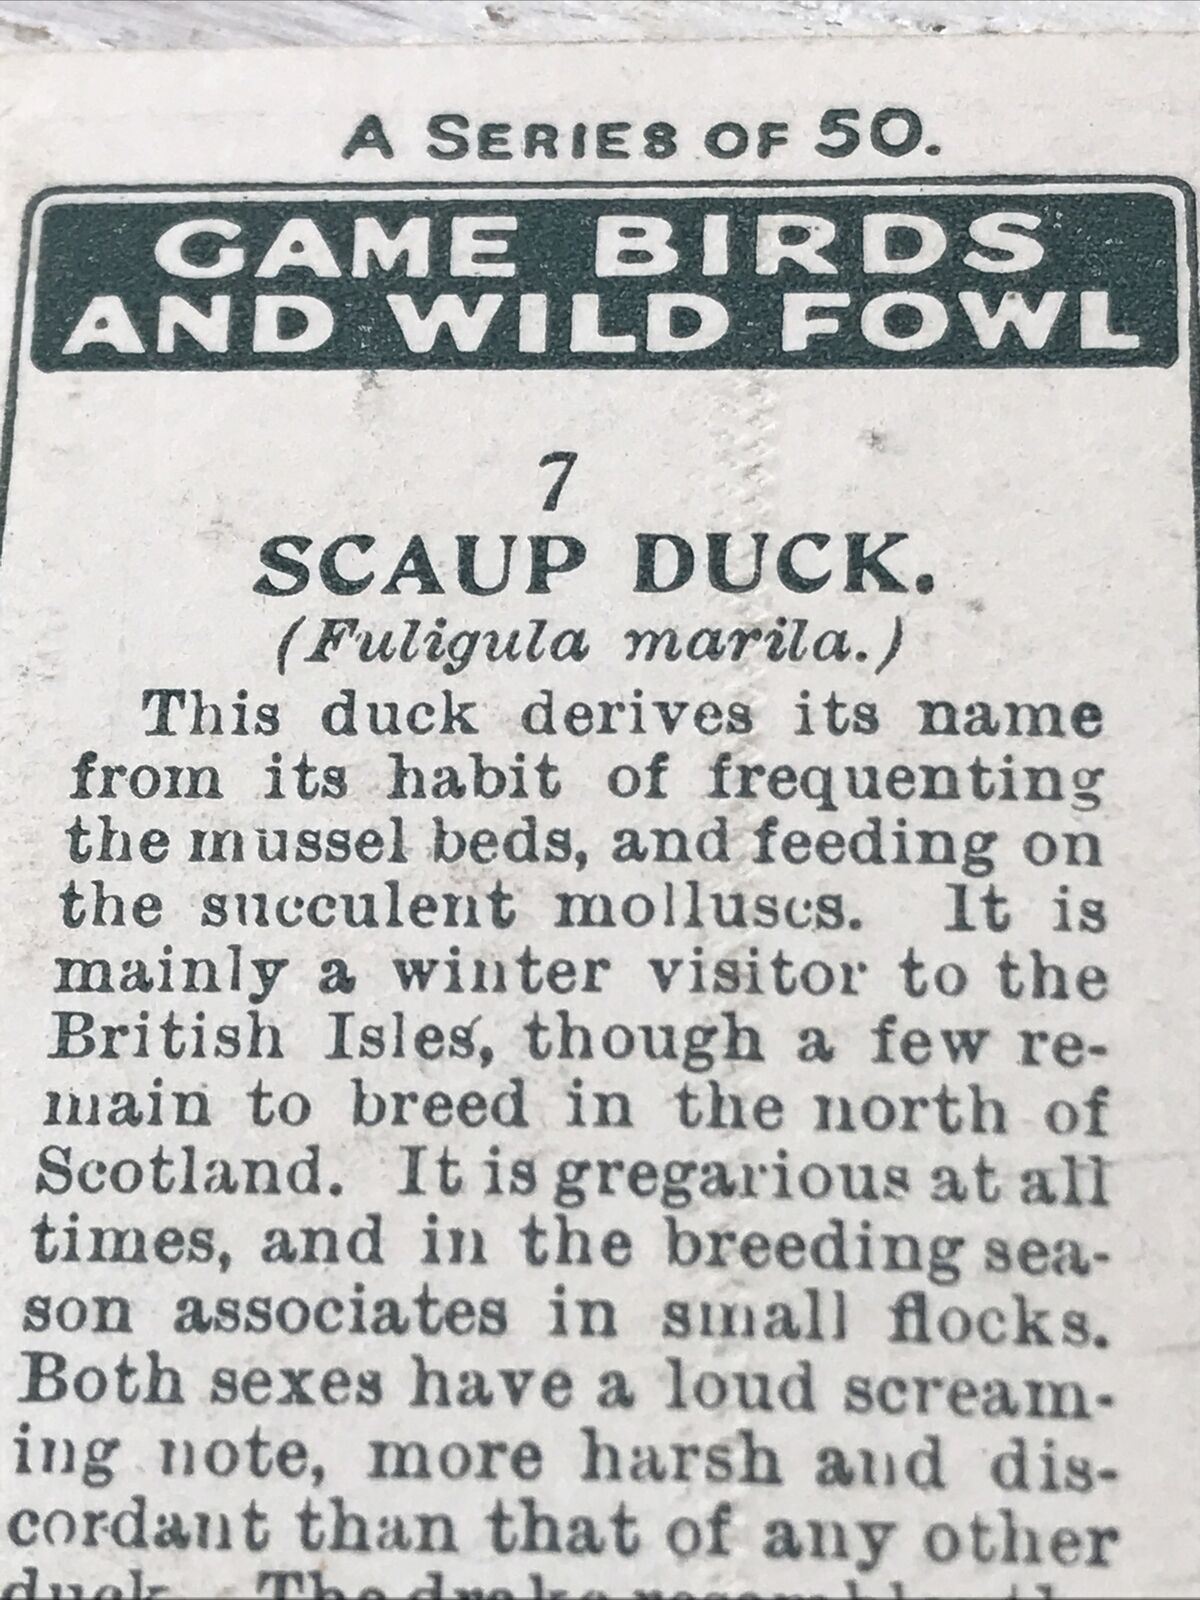 A SERIES OF 50.
GAME BIRDS
AND WILD FOWL
7
SCAUP DUCK.
(Fuligula marila.)
This duck derives its name
from its habit of frequenting
the mussel beds, and feeding on
the succulent molluscs. It is
mainly a winter visitor to the
British Isles, though a few re-
main to breed in the north of
Scotland. It is gregarious at all
times, and in the breeding sea-
son associates in small flocks.
Both sexes have a loud scream-
ing note, more harsh and dis-
cordant than that of any other
duck. The drake